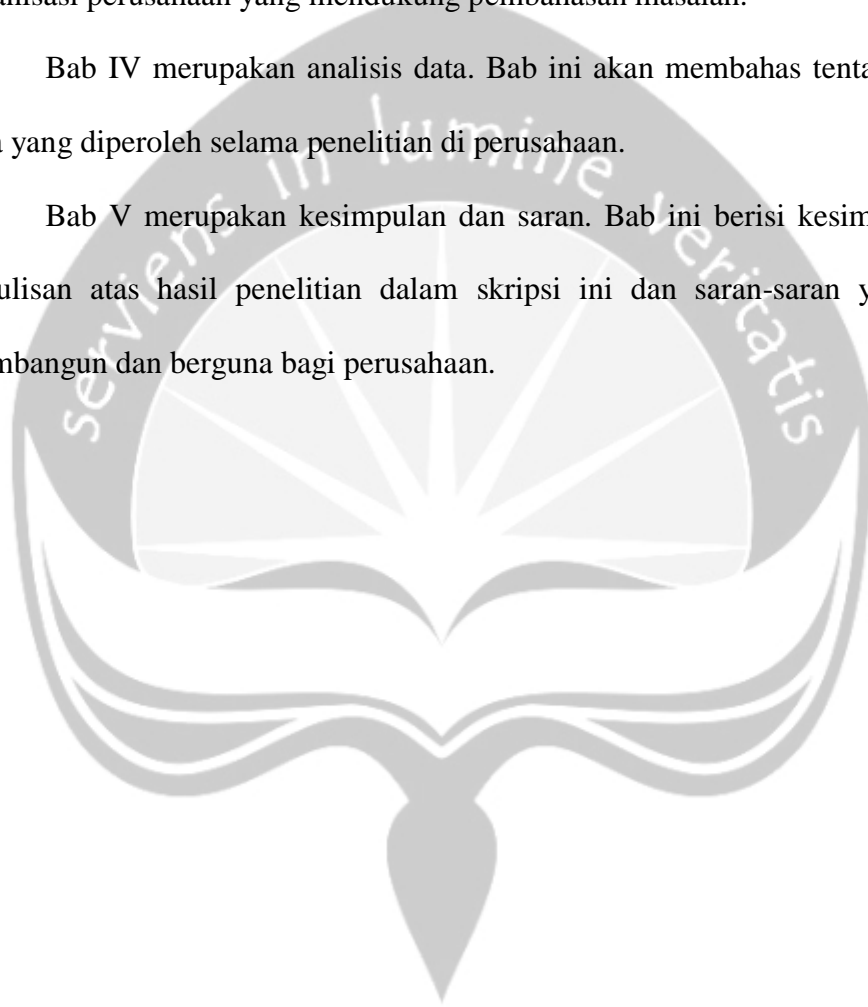 alisasi perusahaan yang mendukung pembahasan masalah.
Bab IV merupakan analisis data. Bab ini akan membahas tenta
yang diperoleh selama penelitian di perusahaan.
Bab V merupakan kesimpulan dan saran. Bab ini berisi kesim
ulisan atas hasil penelitian dalam skripsi ini dan saran-saran y
mbangun dan berguna bagi perusahaan.
serviens in lumine veritatis